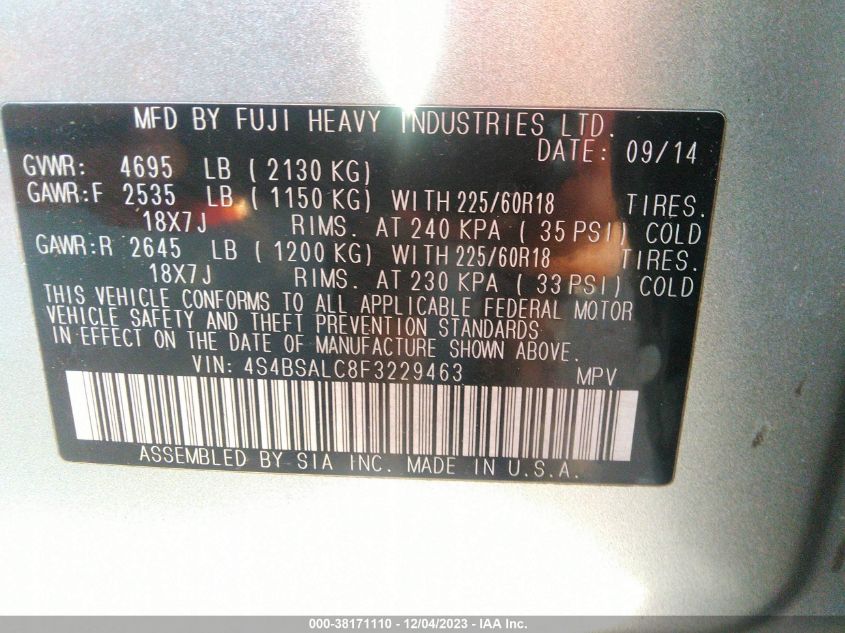 MFD BY FUJI HEAVY INDUSTRIES LTD.
DATE: 09/14
GVWR: 4695 LB ( 2130 KG)
GAWR:F 2535 LB ( 1150 KG) WITH 225/60R18 TIRES.
18X7J RIMS. AT 240 KPA ( 35 PSI) COLD
GAWR:R 2645 LB ( 1200 KG) WITH 225/60R18 TIRES.
18X7J RIMS. AT 230 KPA ( 33 PSI) COLD
THIS VEHICLE CONFORMS TO ALL APPLICABLE FEDERAL MOTOR
VEHICLE SAFETY AND THEFT PREVENTION STANDARDS
IN EFFECT ON THE DATE OF MANUFACTURE SHOWN ABOVE.
VIN: 4S4BSALC8F3229463 MPV
ASSEMBLED BY SIA INC. MADE IN U.S.A.
000-38171110 - 12/04/2023 - IAA Inc.